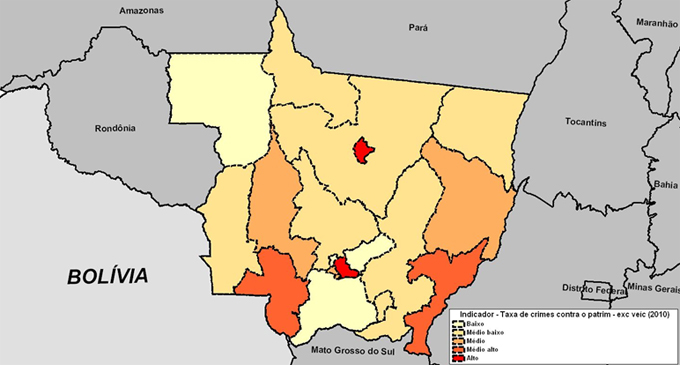 Amazonas
Pará
Maranhão
Rondônia
Tocantins
Bahia
BOLÍVIA
Distrito Federal
Minas Gerais
Mato Grosso do Sul
Indicador - Taxa de crimes contra o patrim - exc veic (2010)
Baixo
Médio baixo
Médio
Médio alto
Alto